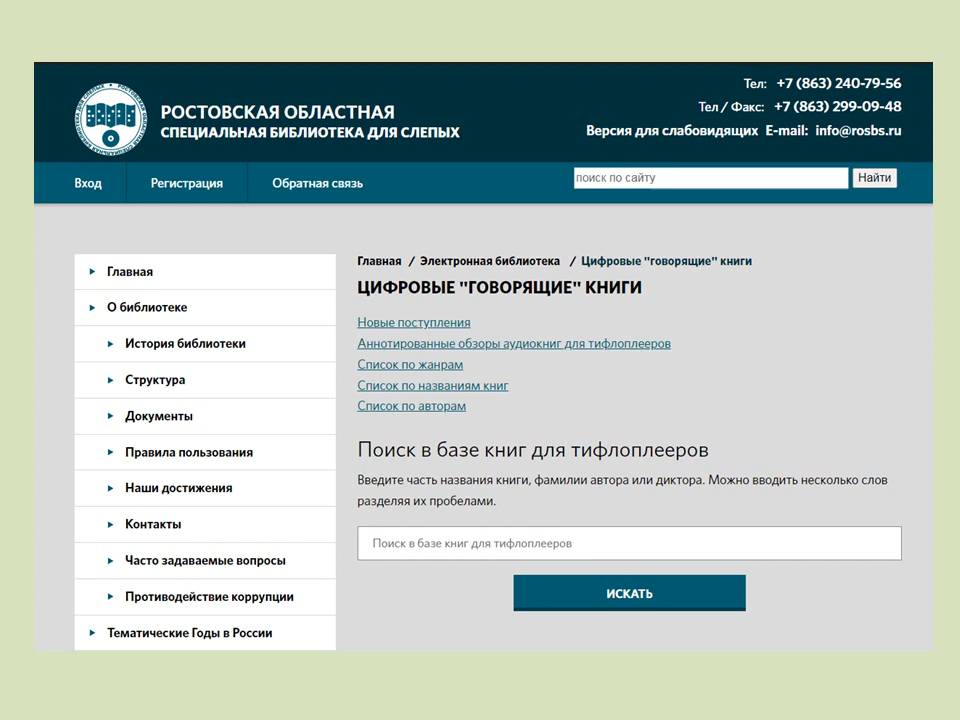 РОСТОВСКАЯ ОБЛАСТНАЯ
СПЕЦИАЛЬНАЯ БИБЛИОТЕКА ДЛЯ СЛЕПЫХ
Тел: +7 (863) 240-79-56
Тел / Факс: +7 (863) 299-09-48
Версия для слабовидящих E-mail: info@rosbs.ru
Вход Регистрация Обратная связь
поиск по сайту Найти
Главная
О библиотеке
История библиотеки
Структура
Документы
Правила пользования
Наши достижения
Контакты
Часто задаваемые вопросы
Противодействие коррупции
Тематические Годы в России
Главная / Электронная библиотека / Цифровые "говорящие" книги
ЦИФРОВЫЕ "ГОВОРЯЩИЕ" КНИГИ
Новые поступления
Аннотированные обзоры аудиокниг для тифлоплееров
Список по жанрам
Список по названиям книг
Список по авторам
Поиск в базе книг для тифлоплееров
Введите часть названия книги, фамилии автора или диктора. Можно вводить несколько слов
разделяя их пробелами.
Поиск в базе книг для тифлоплееров
ИСКАТЬ